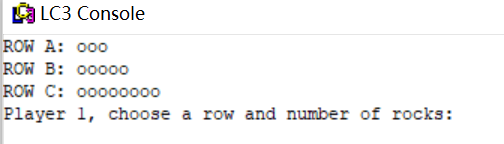 LC3 Console
ROW A: ooo
ROW B: ooooo
ROW C: oooooooo
Player 1, choose a row and number of rocks: